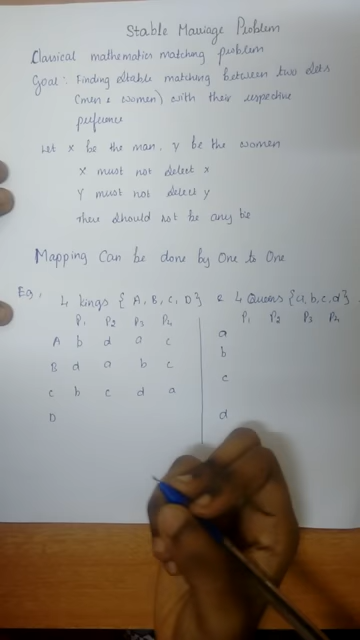 Stable Marriage Problem
Classical mathematics matching problem
Goal: Finding stable matching between two sets
(men & women) with their respective
perference
Let x be the man, y be the women
x must not delect x
y must not delect y
There should not be any tie
Mapping Can be done by One to One
Eg, 4 kings {A, B, C, D} & 4 Queens {a, b, c, d}
P1 P2 P3 P4 P1 P2 P3 P4
A b d a c a
B d a b c b
C b c d a c
D d